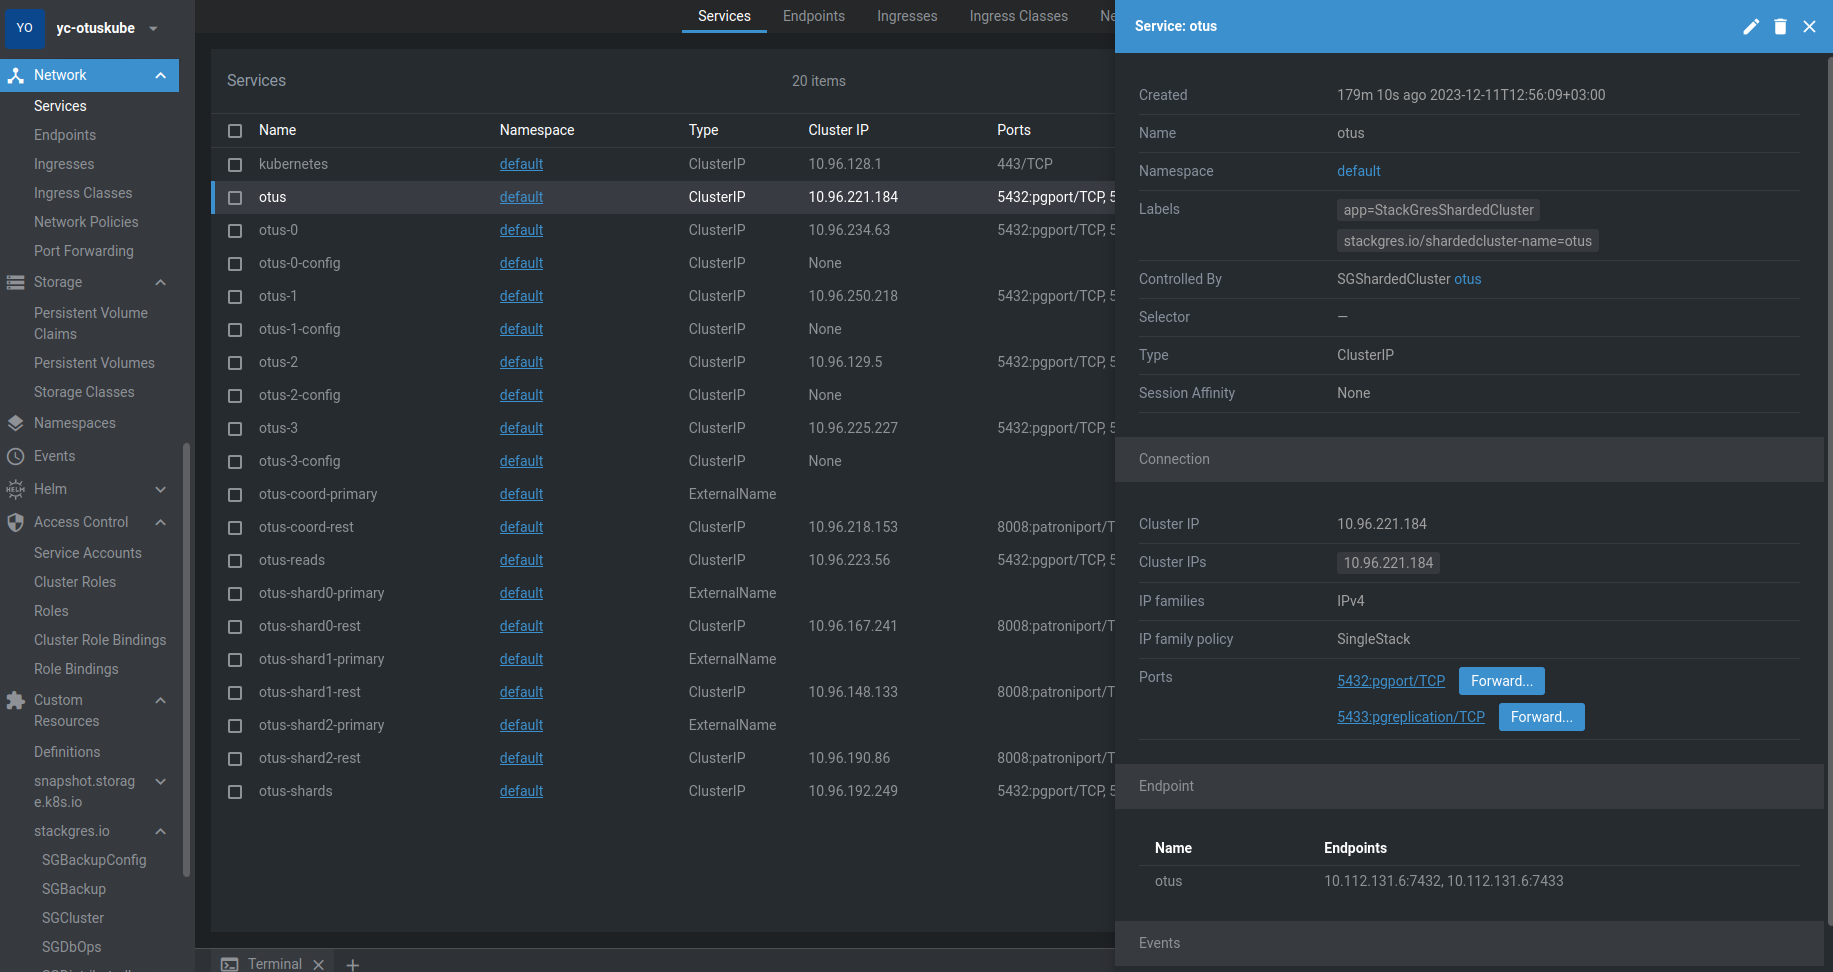 YO
yc-otuskube
Network
Services
Endpoints
Ingresses
Ingress Classes
Network Policies
Port Forwarding
Storage
Persistent Volume
Claims
Persistent Volumes
Storage Classes
Namespaces
Events
HELM
Helm
Access Control
Service Accounts
Cluster Roles
Roles
Cluster Role Bindings
Role Bindings
Custom
Resources
Definitions
snapshot.storag
e.k8s.io
stackgres.io
SGBackupConfig
SGBackup
SGCluster
SGDbOps
Services Endpoints Ingresses Ingress Classes Ne
Services 20 items
Name Namespace Type Cluster IP Ports
kubernetes default ClusterIP 10.96.128.1 443/TCP
otus default ClusterIP 10.96.221.184 5432:pgport/TCP, 5
otus-0 default ClusterIP 10.96.234.63 5432:pgport/TCP, 5
otus-0-config default ClusterIP None
otus-1 default ClusterIP 10.96.250.218 5432:pgport/TCP, 5
otus-1-config default ClusterIP None
otus-2 default ClusterIP 10.96.129.5 5432:pgport/TCP, 5
otus-2-config default ClusterIP None
otus-3 default ClusterIP 10.96.225.227 5432:pgport/TCP, 5
otus-3-config default ClusterIP None
otus-coord-primary default ExternalName
otus-coord-rest default ClusterIP 10.96.218.153 8008:patroniport/T
otus-reads default ClusterIP 10.96.223.56 5432:pgport/TCP, 5
otus-shard0-primary default ExternalName
otus-shard0-rest default ClusterIP 10.96.167.241 8008:patroniport/T
otus-shard1-primary default ExternalName
otus-shard1-rest default ClusterIP 10.96.148.133 8008:patroniport/T
otus-shard2-primary default ExternalName
otus-shard2-rest default ClusterIP 10.96.190.86 8008:patroniport/T
otus-shards default ClusterIP 10.96.192.249 5432:pgport/TCP, 5
Terminal
Service: otus
Created 179m 10s ago 2023-12-11T12:56:09+03:00
Name otus
Namespace default
Labels app=StackGresShardedCluster
stackgres.io/shardedcluster-name=otus
Controlled By SGShardedCluster otus
Selector —
Type ClusterIP
Session Affinity None
Connection
Cluster IP 10.96.221.184
Cluster IPs 10.96.221.184
IP families IPv4
IP family policy SingleStack
Ports 5432:pgport/TCP Forward...
5433:pgreplication/TCP Forward...
Endpoint
Name Endpoints
otus 10.112.131.6:7432, 10.112.131.6:7433
Events